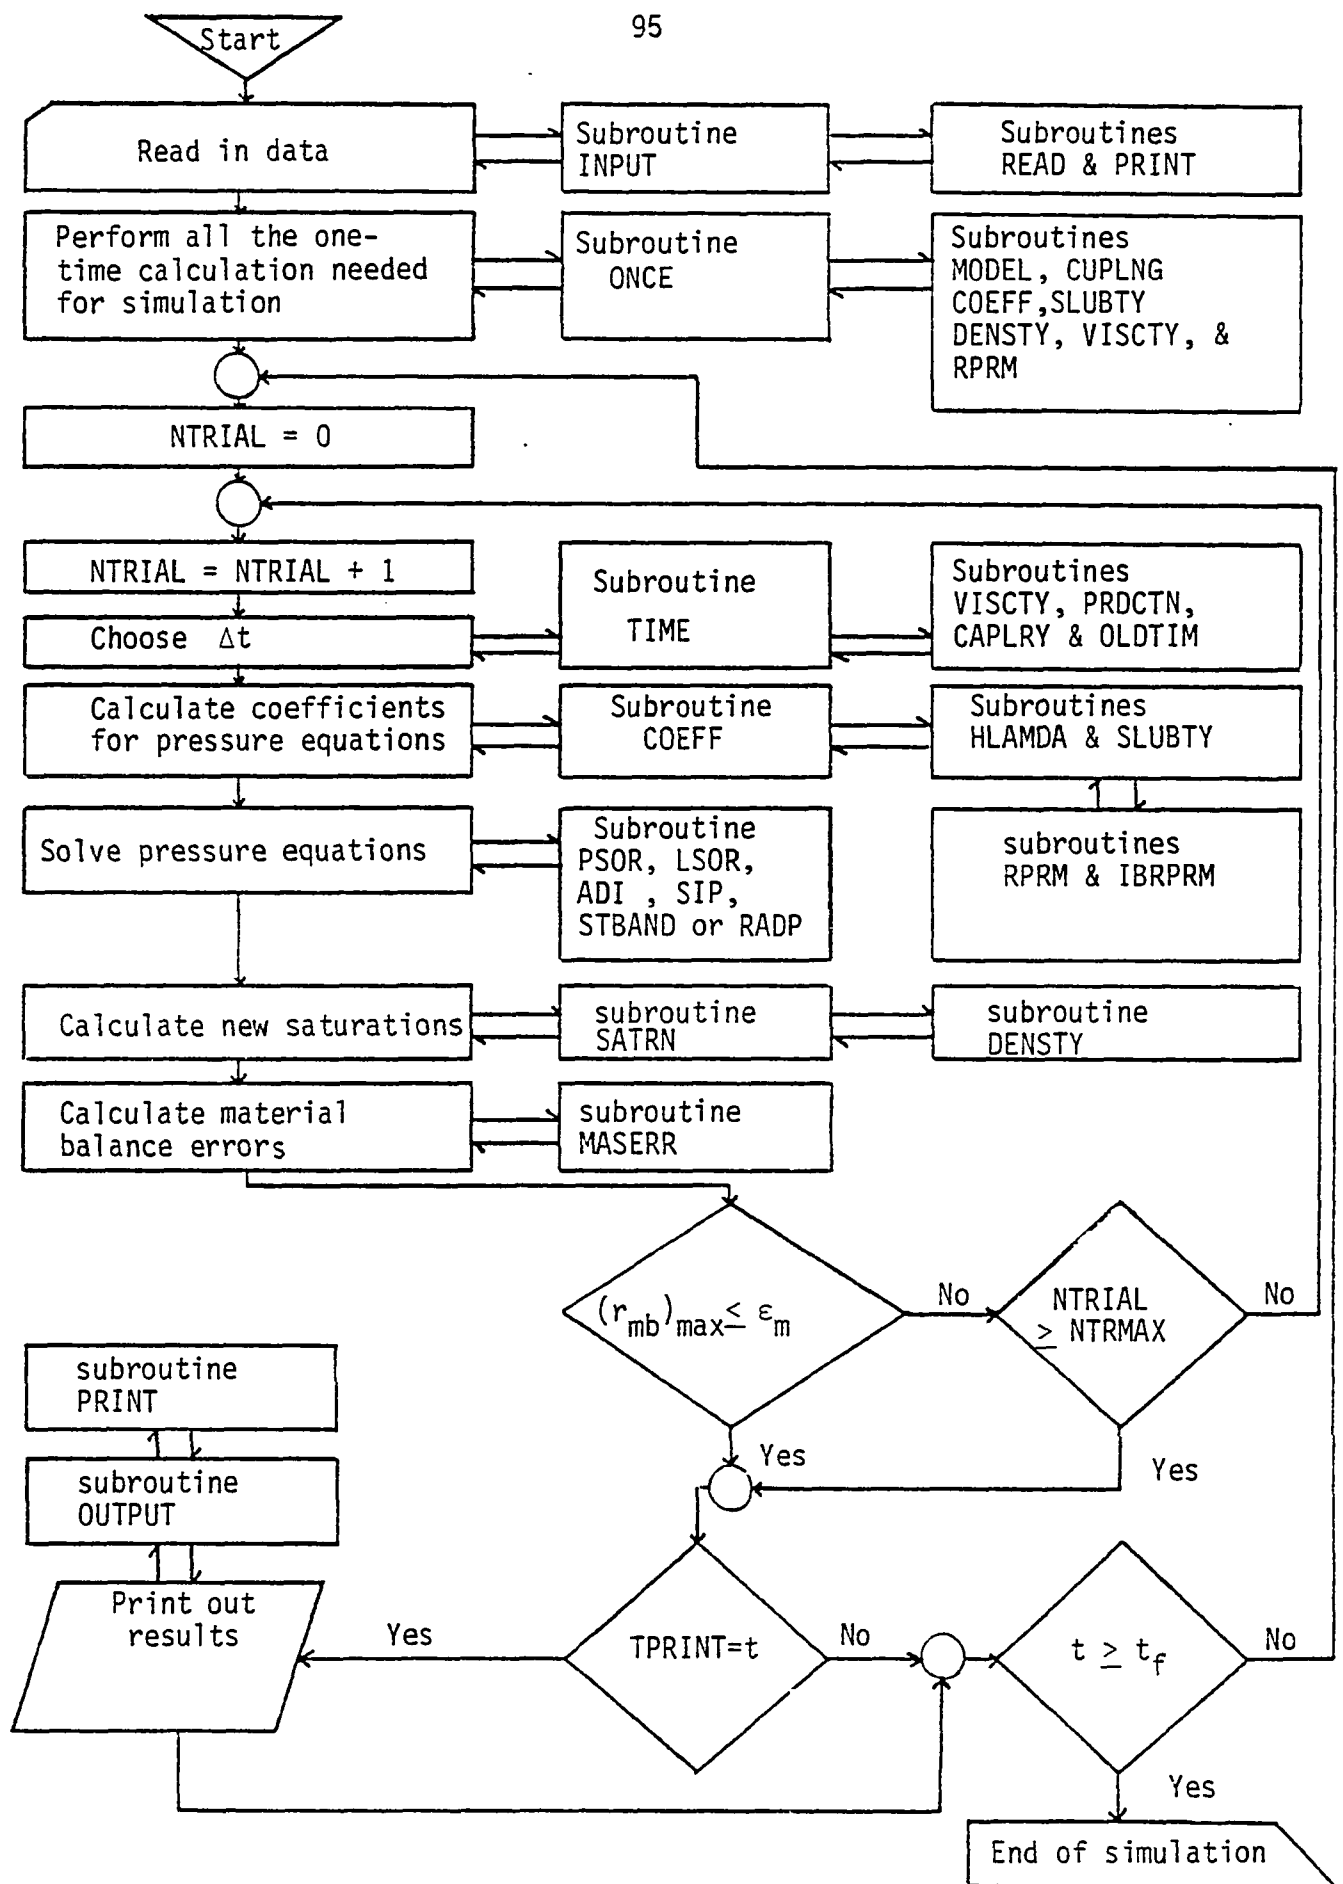 95
Start
Read in data
Subroutine
INPUT
Subroutines
READ & PRINT
Perform all the one-
time calculation needed
for simulation
Subroutine
ONCE
Subroutines
MODEL, CUPLNG
COEFF,SLUBTY
DENSTY, VISCTY, &
RPRM
NTRIAL = 0
NTRIAL = NTRIAL + 1
Choose Δt
Subroutine
TIME
Subroutines
VISCTY, PRDCTN,
CAPLRY & OLDTIM
Calculate coefficients
for pressure equations
Subroutine
COEFF
Subroutines
HLAMDA & SLUBTY
Solve pressure equations
Subroutine
PSOR, LSOR,
ADI , SIP,
STBAND or RADP
subroutines
RPRM & IBRPRM
Calculate new saturations
subroutine
SATRN
subroutine
DENSTY
Calculate material
balance errors
subroutine
MASERR
(r_mb)_max ≤ ε_m
No
NTRIAL
≥ NTRMAX
No
Yes
Yes
subroutine
PRINT
subroutine
OUTPUT
Print out
results
Yes
TPRINT=t
No
t ≥ t_f
No
Yes
End of simulation